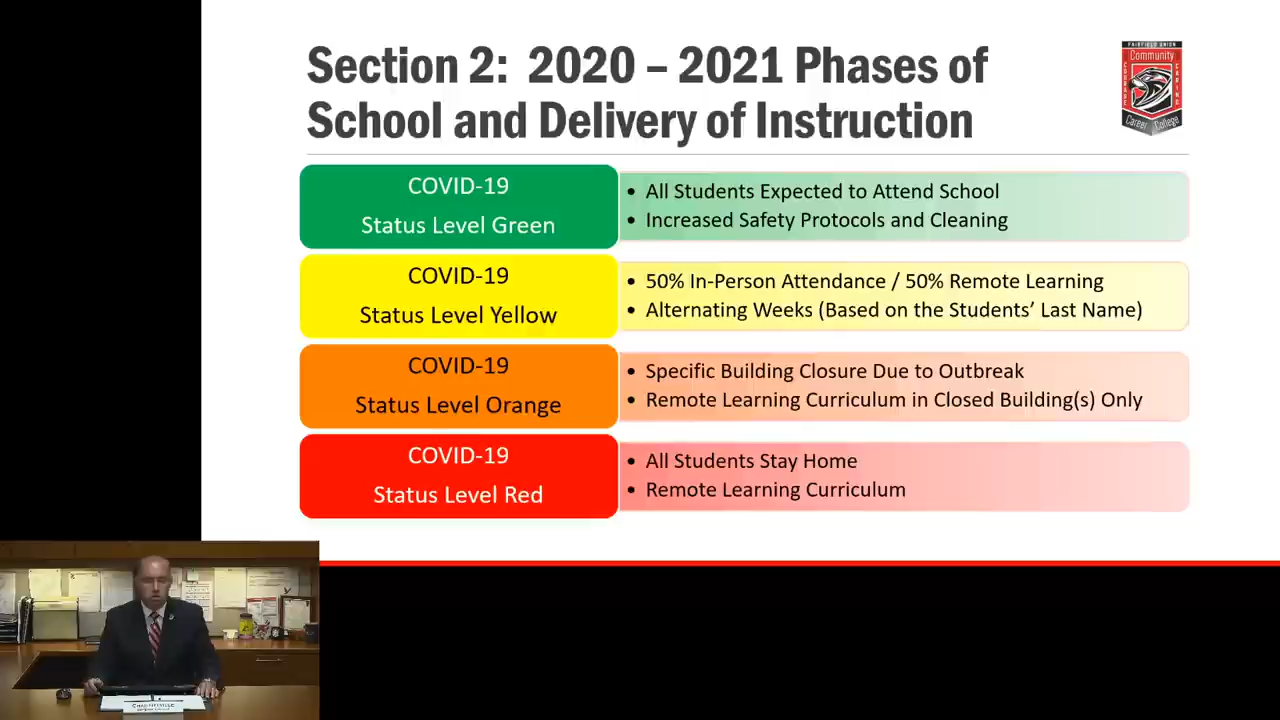 Section 2: 2020 – 2021 Phases of
School and Delivery of Instruction
FAIRFIELD UNION
Community
COURAGE
CARING
Career
College
COVID-19
Status Level Green
• All Students Expected to Attend School
• Increased Safety Protocols and Cleaning
COVID-19
Status Level Yellow
• 50% In-Person Attendance / 50% Remote Learning
• Alternating Weeks (Based on the Students’ Last Name)
COVID-19
Status Level Orange
• Specific Building Closure Due to Outbreak
• Remote Learning Curriculum in Closed Building(s) Only
COVID-19
Status Level Red
• All Students Stay Home
• Remote Learning Curriculum